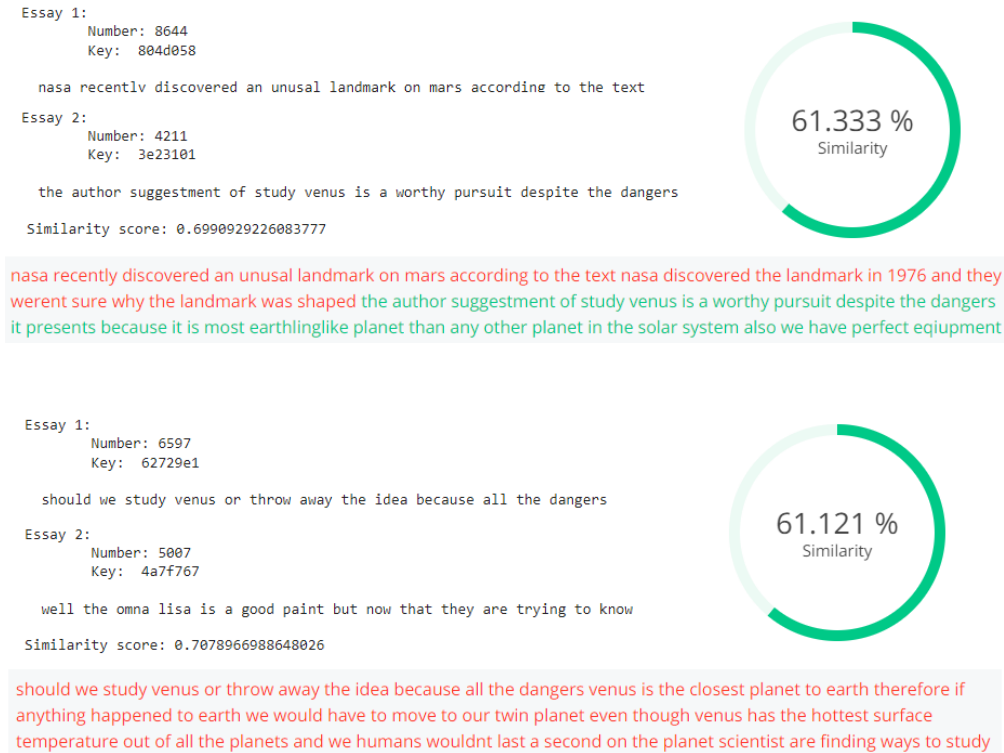 Essay 1:
Number: 8644
Key: 804d058
nasa recently discovered an unusal landmark on mars according to the text
Essay 2:
Number: 4211
Key: 3e23101
the author suggestment of study venus is a worthy pursuit despite the dangers
Similarity score: 0.6990929226083777
61.333 %
Similarity
nasa recently discovered an unusal landmark on mars according to the text nasa discovered the landmark in 1976 and they
werent sure why the landmark was shaped the author suggestment of study venus is a worthy pursuit despite the dangers
it presents because it is most earthlinglike planet than any other planet in the solar system also we have perfect eqiupment
Essay 1:
Number: 6597
Key: 62729e1
should we study venus or throw away the idea because all the dangers
Essay 2:
Number: 5007
Key: 4a7f767
well the omna lisa is a good paint but now that they are trying to know
Similarity score: 0.7078966988648026
61.121 %
Similarity
should we study venus or throw away the idea because all the dangers venus is the closest planet to earth therefore if
anything happened to earth we would have to move to our twin planet even though venus has the hottest surface
temperature out of all the planets and we humans wouldnt last a second on the planet scientist are finding ways to study